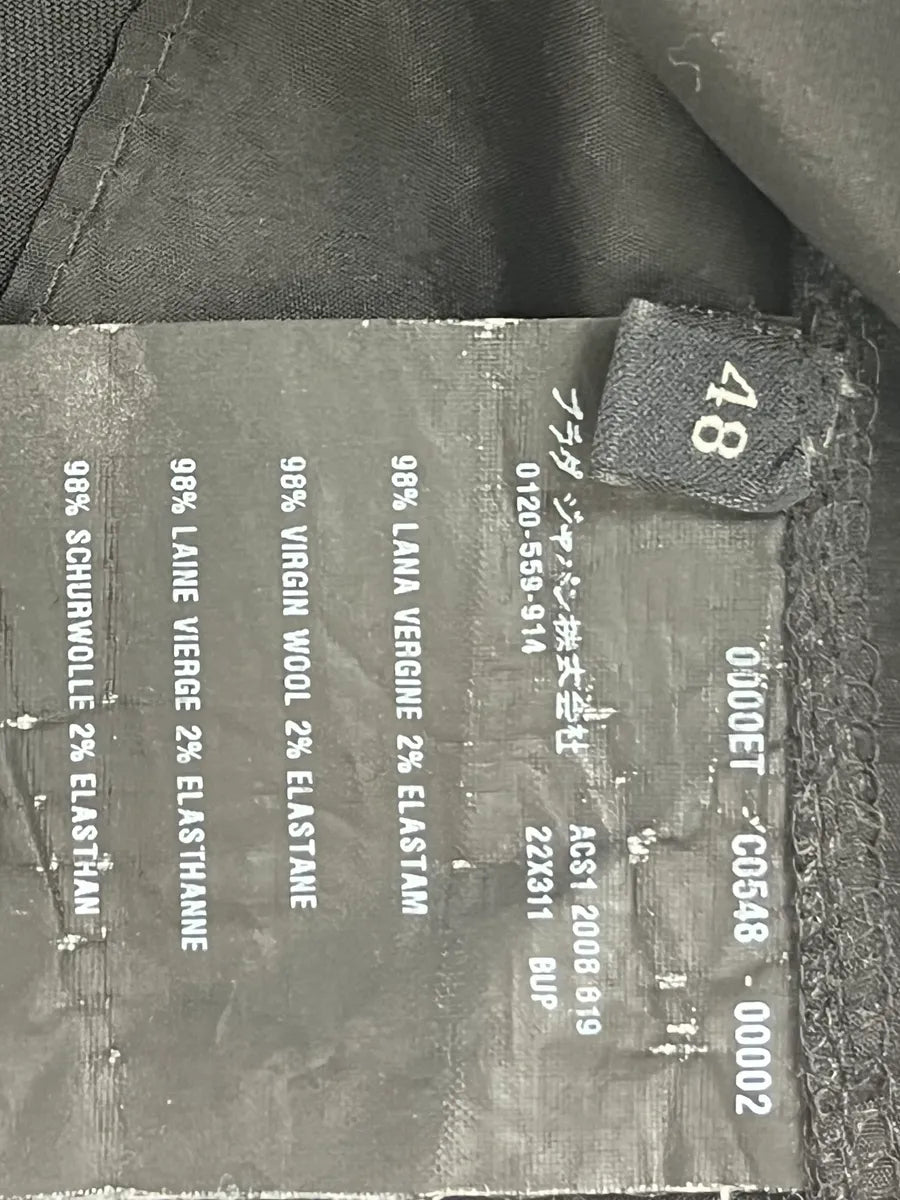 48
0000ET - C0548 - 00002
プラダ ジャパン株式会社 ACS1 2008 819
0120-559-914 22X311 BUP
98% LANA VERGINE 2% ELASTAM
98% VIRGIN WOOL 2% ELASTANE
98% LAINE VIERGE 2% ELASTHANNE
98% SCHURWOLLE 2% ELASTHAN